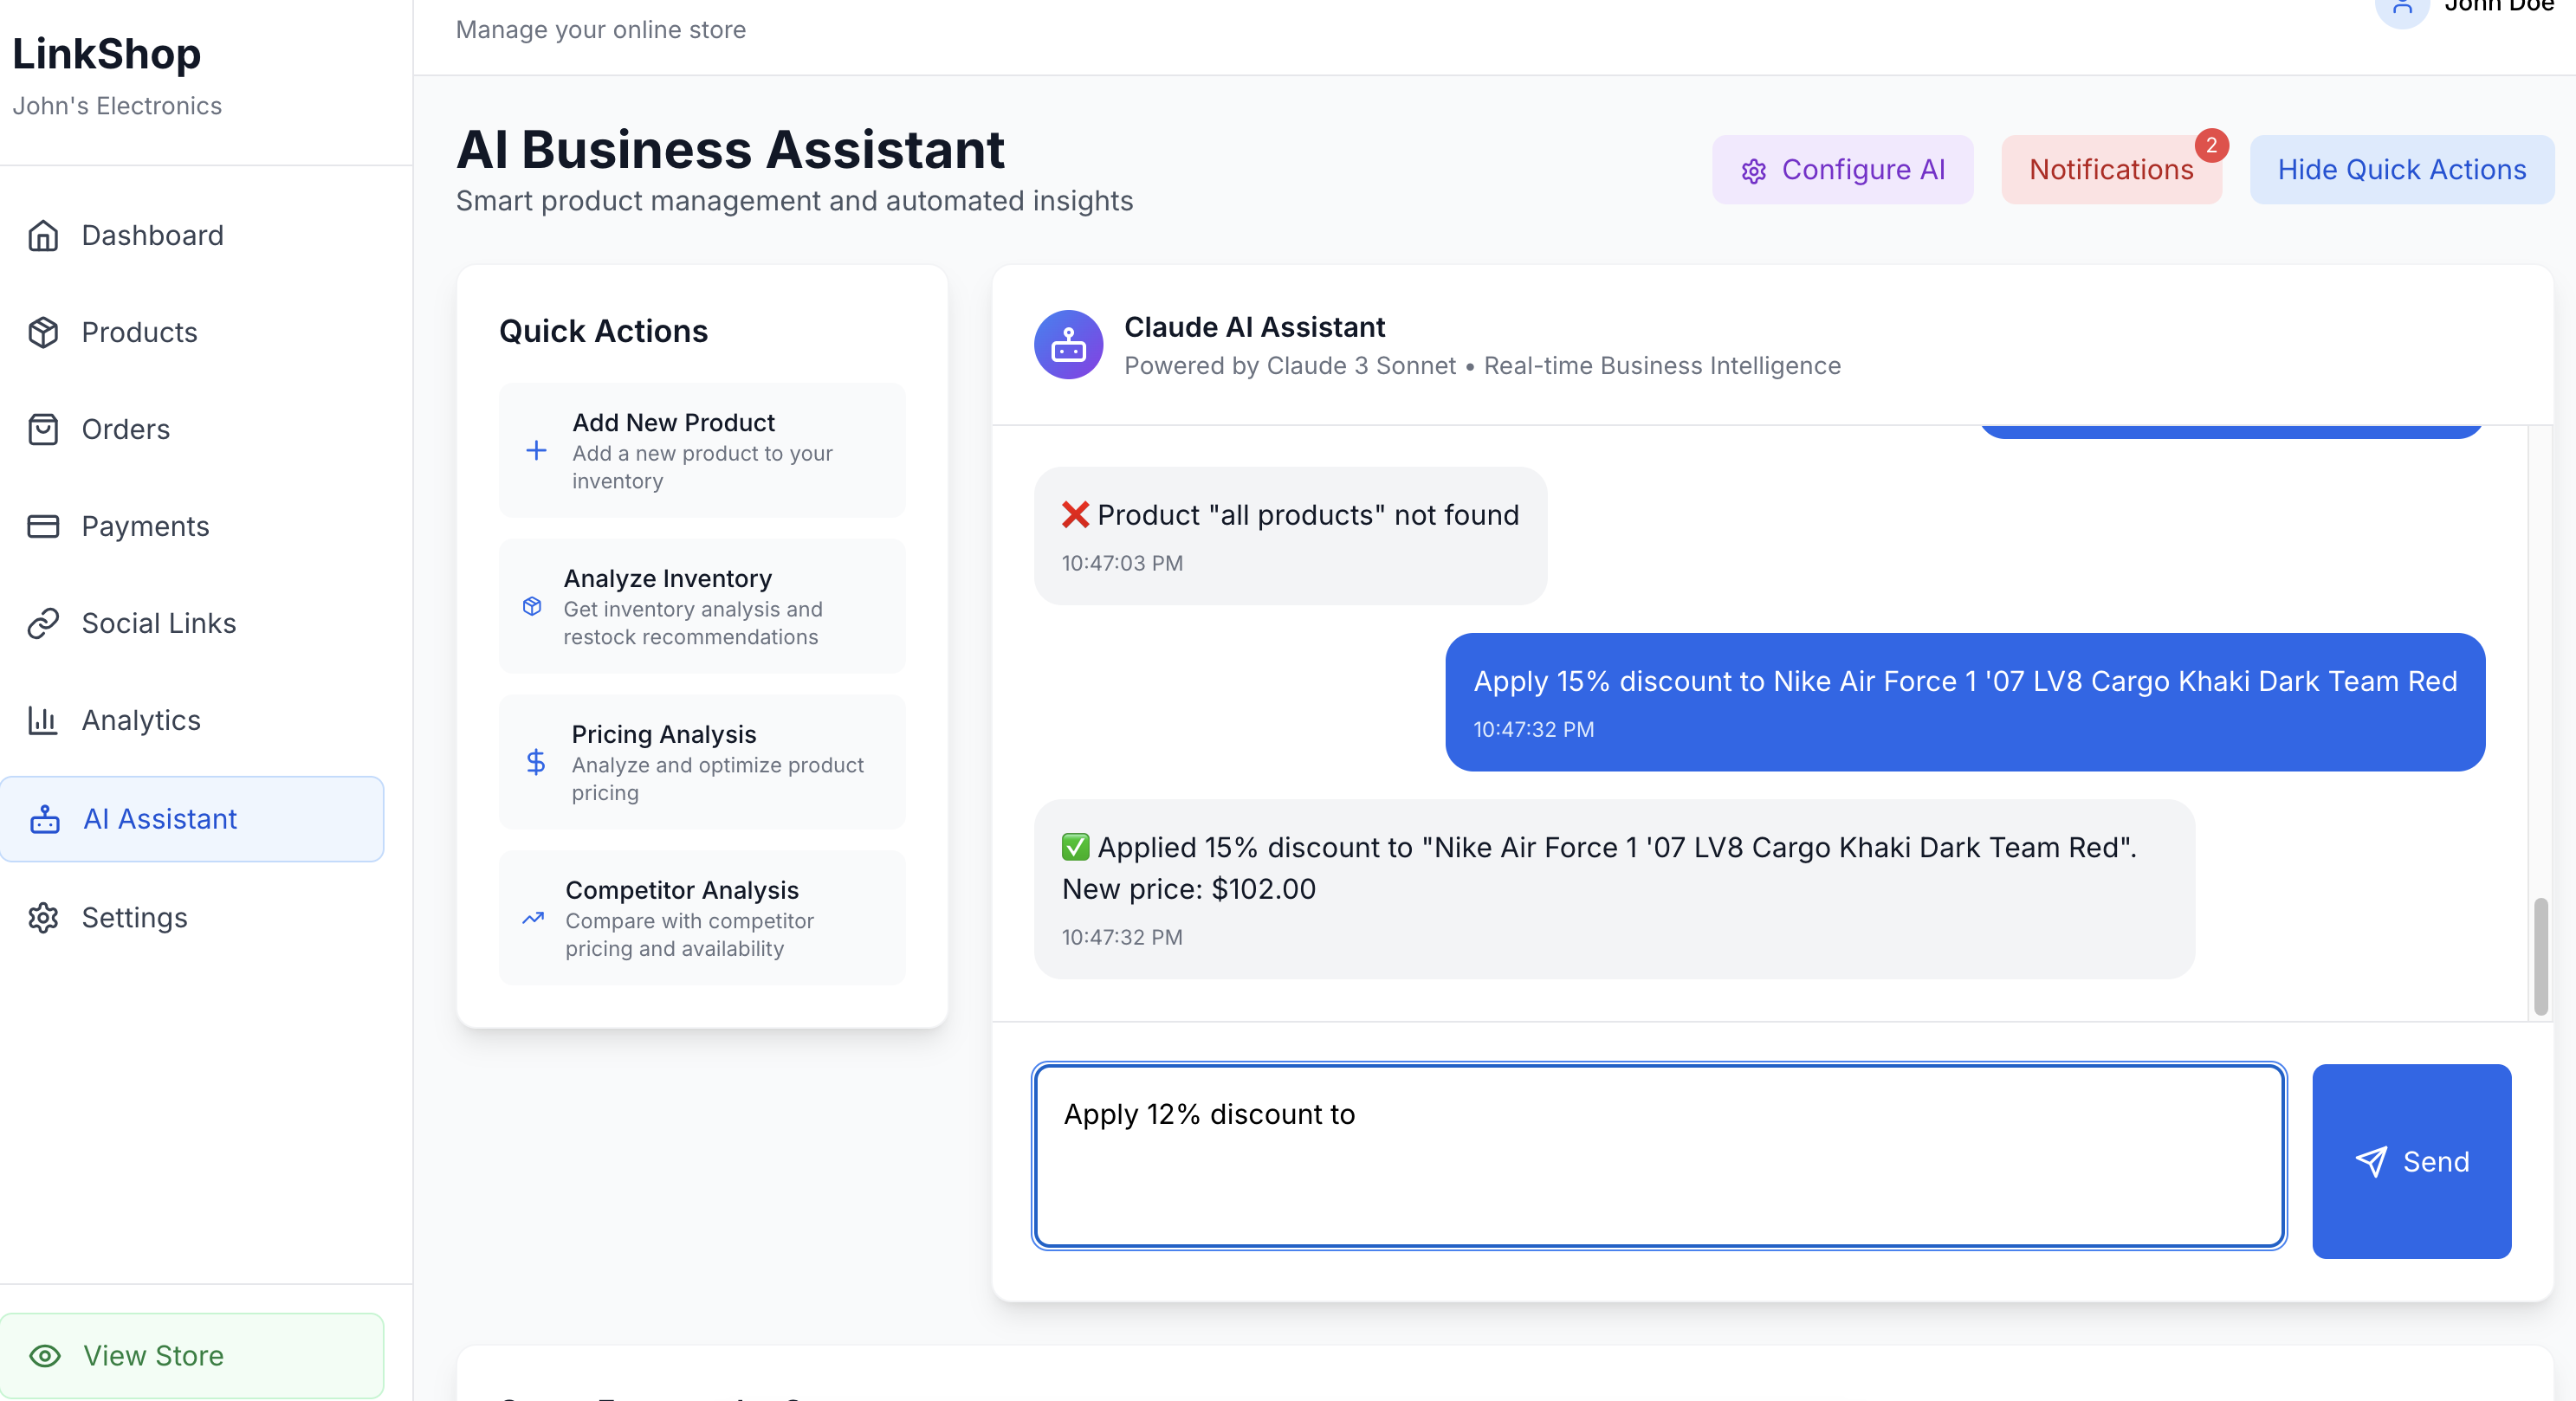 LinkShop
John's Electronics
Dashboard
Products
Orders
Payments
Social Links
Analytics
AI Assistant
Settings
View Store
Manage your online store
John Doe
AI Business Assistant
Smart product management and automated insights
Configure AI
Notifications
2
Hide Quick Actions
Quick Actions
Add New Product
Add a new product to your
inventory
Analyze Inventory
Get inventory analysis and
restock recommendations
Pricing Analysis
Analyze and optimize product
pricing
Competitor Analysis
Compare with competitor
pricing and availability
Claude AI Assistant
Powered by Claude 3 Sonnet • Real-time Business Intelligence
❌ Product "all products" not found
10:47:03 PM
Apply 15% discount to Nike Air Force 1 '07 LV8 Cargo Khaki Dark Team Red
10:47:32 PM
✅ Applied 15% discount to "Nike Air Force 1 '07 LV8 Cargo Khaki Dark Team Red".
New price: $102.00
10:47:32 PM
Apply 12% discount to
Send